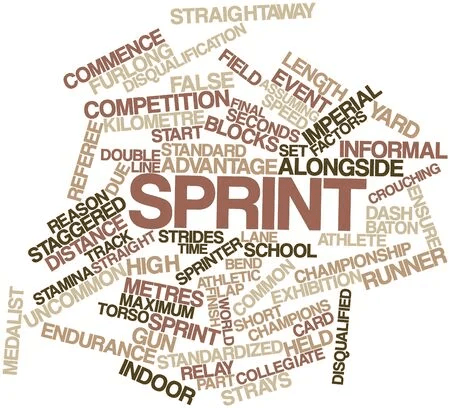 STRAIGHTAWAY
COMMENCE
FURLONG
DISQUALIFICATION
FIELD
LENGTH
EVENT
FALSE
ASSUMING
SPEED
IMPERIAL
YARD
COMPETITION
FINAL
SECONDS
KILOMETRE
BLOCKS
FACTORS
REFEREE
START
SET
INFORMAL
DOUBLE
STANDARD
LINE
ADVANTAGE
ALONGSIDE
DUE
CROUCHING
SPRINT
REASON
STAGGERED
DISTANCE
DASH
BATON
ENSURE
TRACK
STRAIGHT
STRIDES
TIME
SPRINTER
LANE
SCHOOL
ATHLETE
STAMINA
UNCOMMON
HIGH
BEND
ATHLETIC
CHAMPIONSHIP
EXHIBITION
RUNNER
METRES
MAXIMUM
TORSO
LAP
FINISH
WORLD
COMMON
MEDALIST
SPRINT
SHORT
CHAMPIONS
CARD
DISQUALIFIED
ENDURANCE
GUN
STANDARDIZED
HELD
RELAY
PART
COLLEGIATE
INDOOR
STRAYS